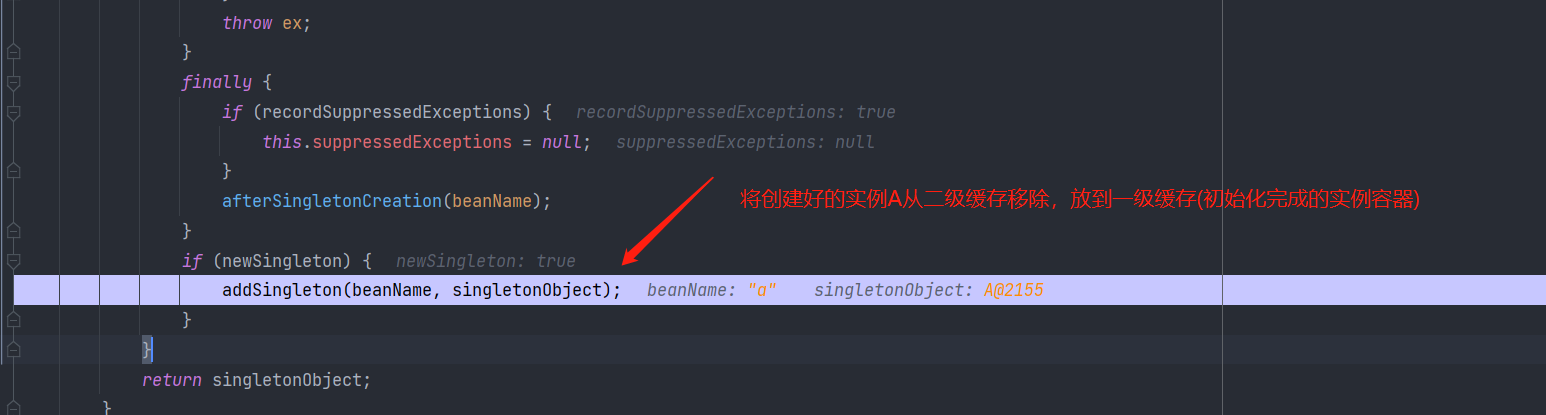 }
throw ex;
}
finally {
if (recordSuppressedExceptions) { recordSuppressedExceptions: true
this.suppressedExceptions = null; suppressedExceptions: null
}
afterSingletonCreation(beanName);
将创建好的实例A从二级缓存移除，放到一级缓存(初始化完成的实例容器)
}
if (newSingleton) { newSingleton: true
addSingleton(beanName, singletonObject); beanName: "a" singletonObject: A@2155
}
}
return singletonObject;
}